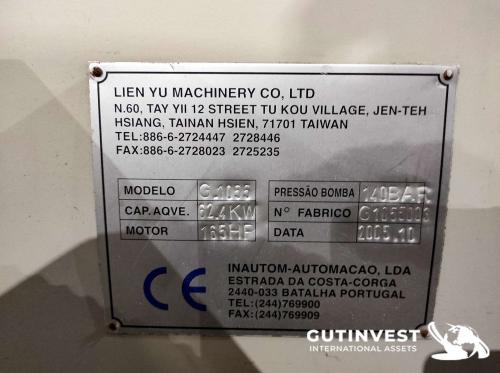 LIEN YU MACHINERY CO, LTD
N.60, TAY YII 12 STREET TU KOU VILLAGE, JEN-TEH
HSIANG, TAINAN HSIEN, 71701 TAIWAN
TEL:886-6-2724447 2728446
FAX:886-6-2728023 2725235
MODELO G-1055 PRESSÃO BOMBA 140BAR
CAP.AQVE. 62.4KW Nº FABRICO G1055006
MOTOR 165HP DATA 2005.10
CE INAUTOM-AUTOMACAO, LDA
ESTRADA DA COSTA-CORGA
2440-033 BATALHA PORTUGAL
TEL:(244)769900
FAX:(244)769909
GUTINVEST
INTERNATIONAL ASSETS